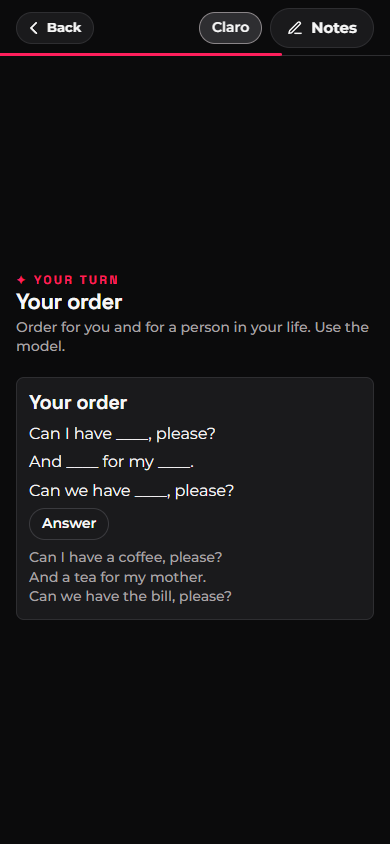 Back
Claro
Notes
YOUR TURN
Your order
Order for you and for a person in your life. Use the
model.
Your order
Can I have ____, please?
And ____ for my ____.
Can we have ____, please?
Answer
Can I have a coffee, please?
And a tea for my mother.
Can we have the bill, please?